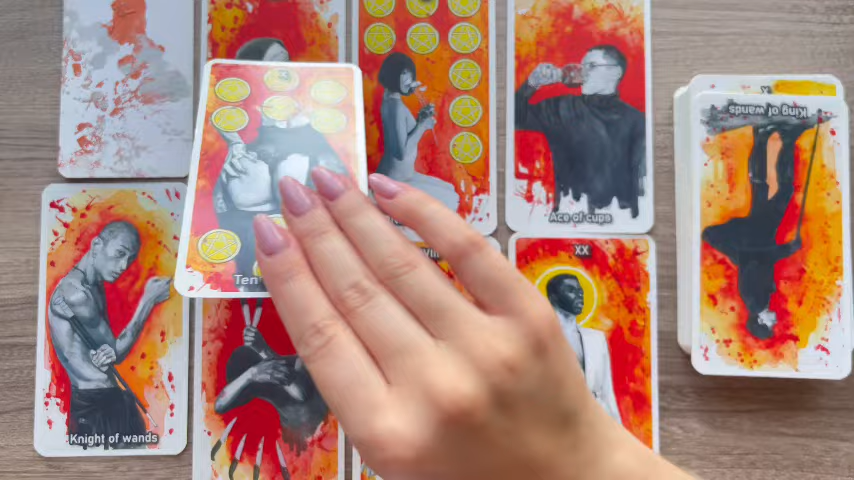 Ace of cups
King of wands
Ten
XX
Knight of wands